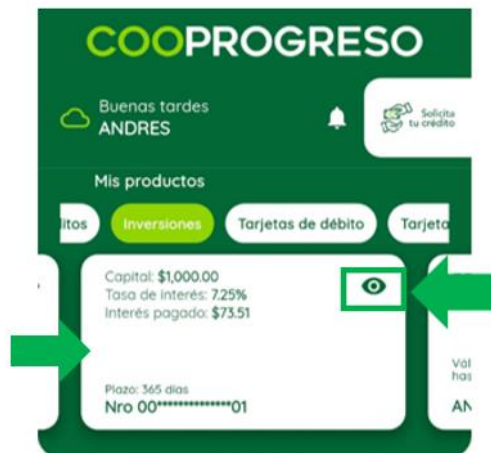 COOPROGRESO
Buenas tardes
ANDRES
Solicita
tu crédito
Mis productos
itos
Inversiones
Tarjetas de débito
Tarjeta
Capital: $1,000.00
Tasa de interés: 7.25%
Interés pagado: $73.51
Plazo: 365 días
Nro 00**************01
Vál
has
AN